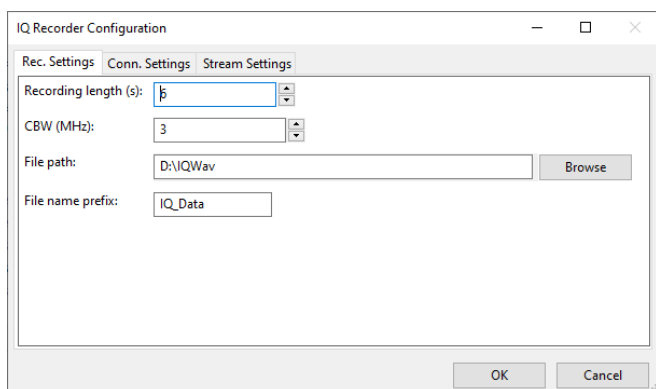 IQ Recorder Configuration
Rec. Settings Conn. Settings Stream Settings
Recording length (s): 6
CBW (MHz): 3
File path: D:\IQWav Browse
File name prefix: IQ_Data
OK Cancel